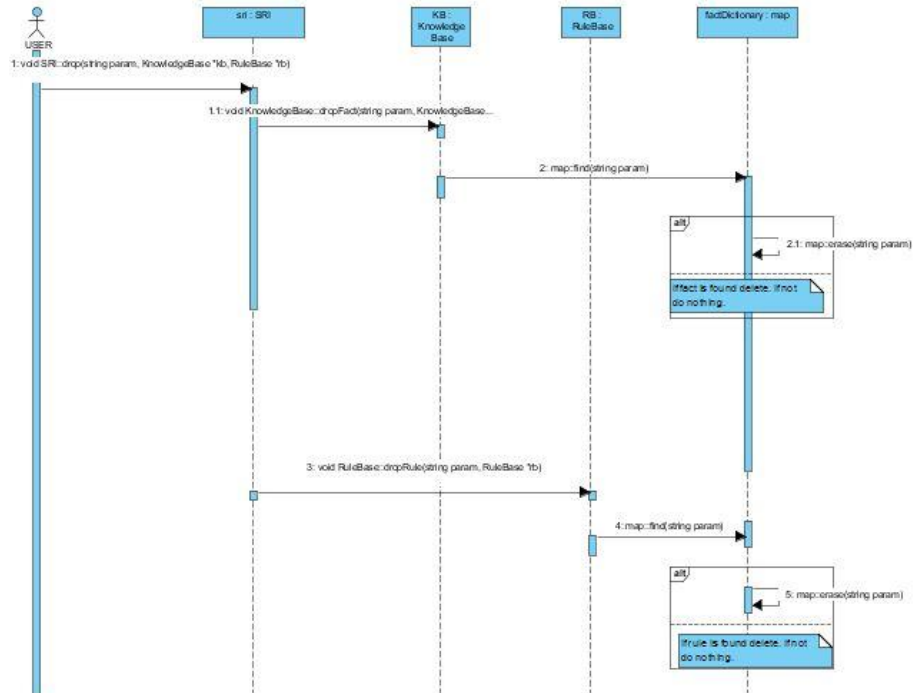 sri : SRI
KB :
Knowledge
Base
RB :
RuleBase
factDictionary : map
USER
1: void SRI::drop(string param, KnowledgeBase *kb, RuleBase *rb)
1.1: void KnowledgeBase::dropFact(string param, KnowledgeBase...
2: map::find(string param)
alt
2.1: map::erase(string param)
If fact is found delete. If not
do nothing.
3: void RuleBase::dropRule(string param, RuleBase *rb)
4: map::find(string param)
alt
5: map::erase(string param)
If rule is found delete. If not
do nothing.